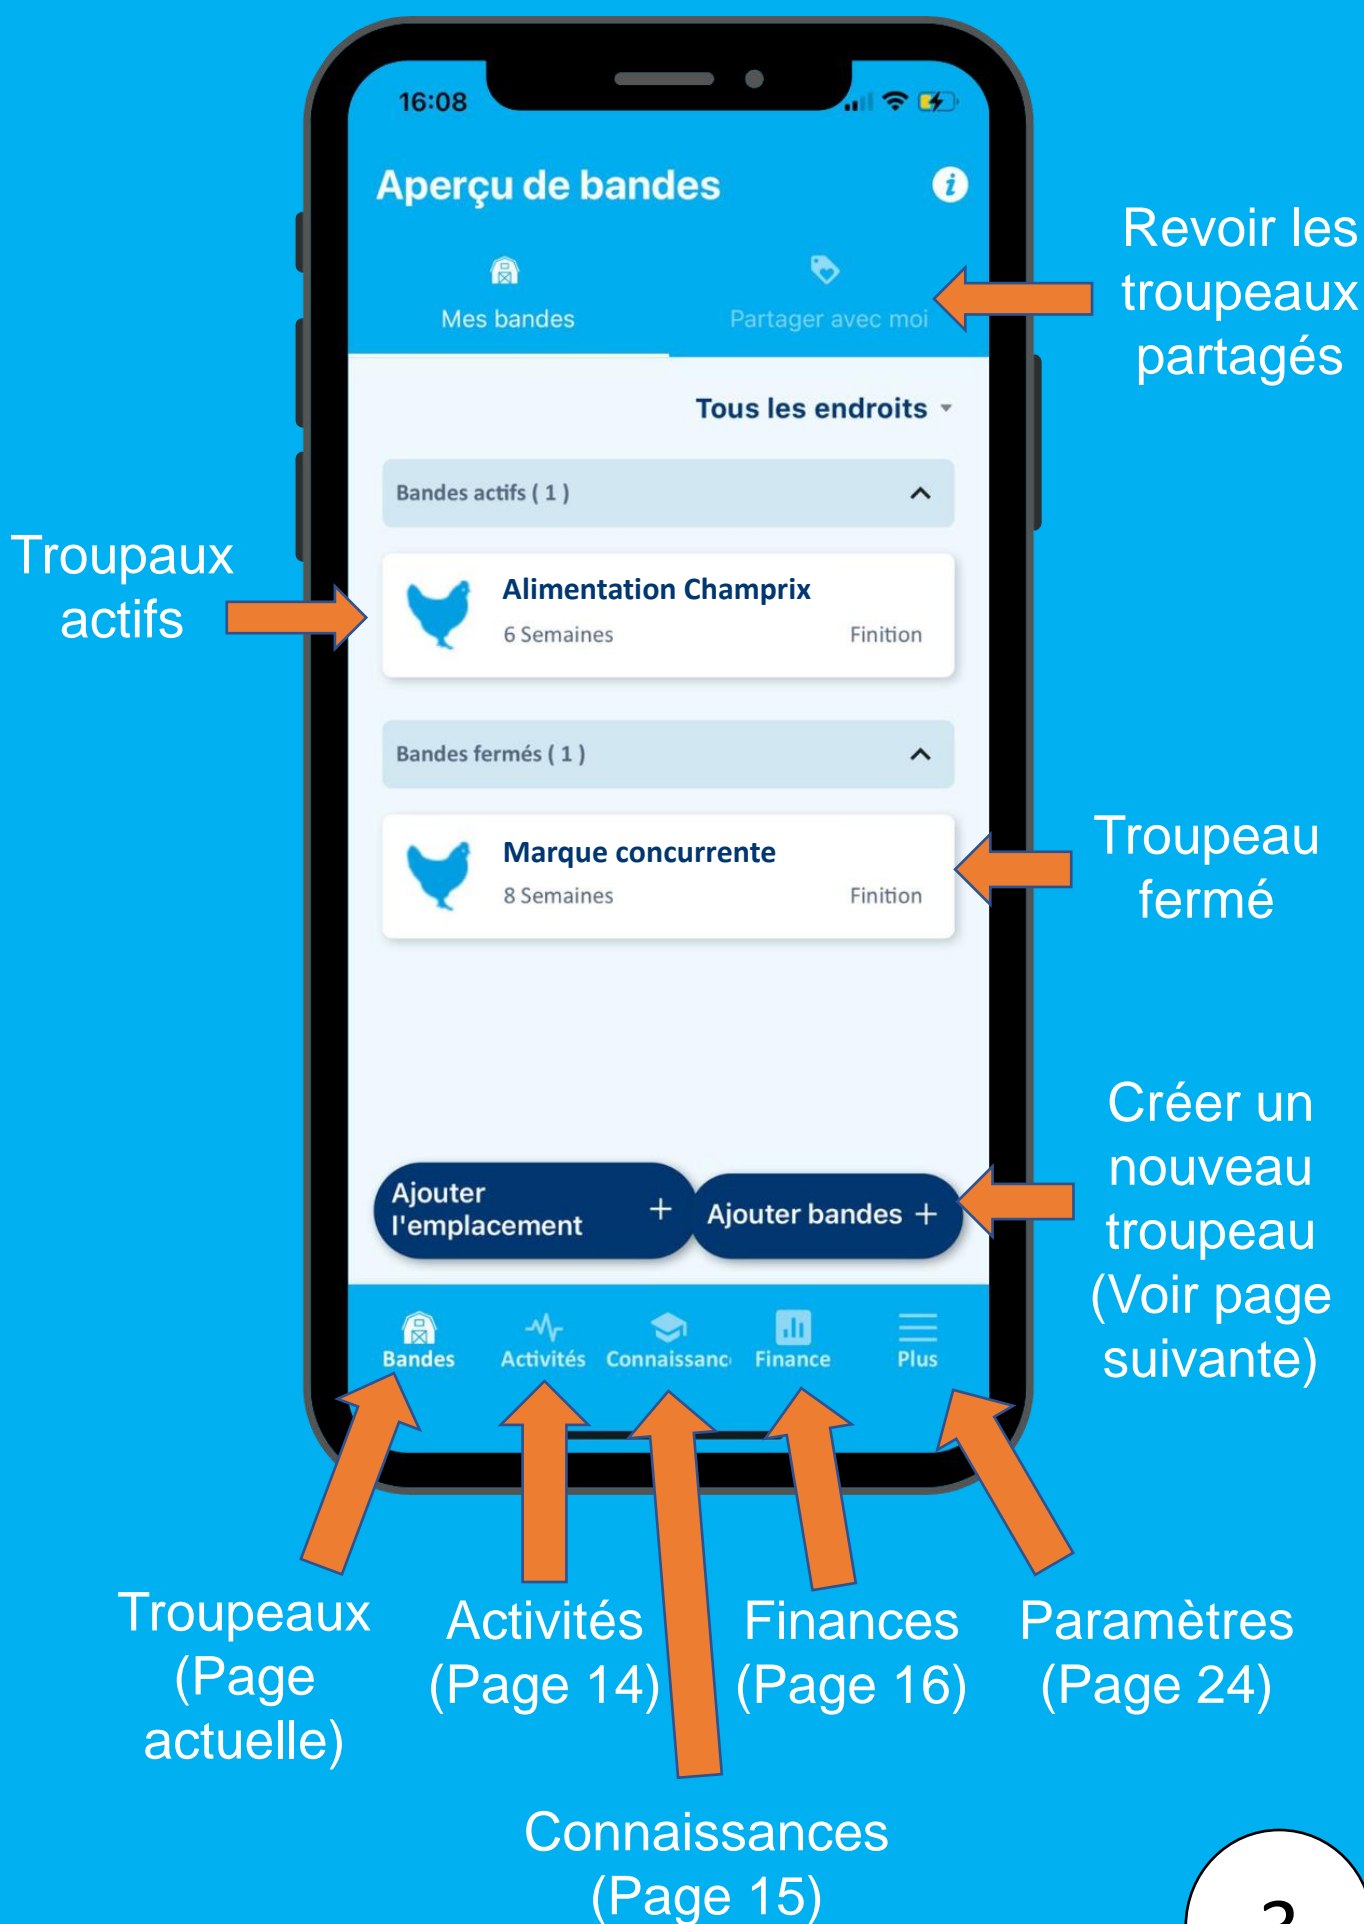 16:08
Aperçu de bandes
Mes bandes
Partager avec moi
Revoir les
troupeaux
partagés
Tous les endroits
Bandes actifs ( 1 )
Troupaux
actifs
Alimentation Champrix
6 Semaines
Finition
Bandes fermés ( 1 )
Marque concurrente
8 Semaines
Finition
Troupeau
fermé
Créer un
nouveau
troupeau
(Voir page
suivante)
Ajouter
l'emplacement +
Ajouter bandes +
Bandes
Activités
Connaissanc
Finance
Plus
Troupeaux
(Page
actuelle)
Activités
(Page 14)
Finances
(Page 16)
Paramètres
(Page 24)
Connaissances
(Page 15)